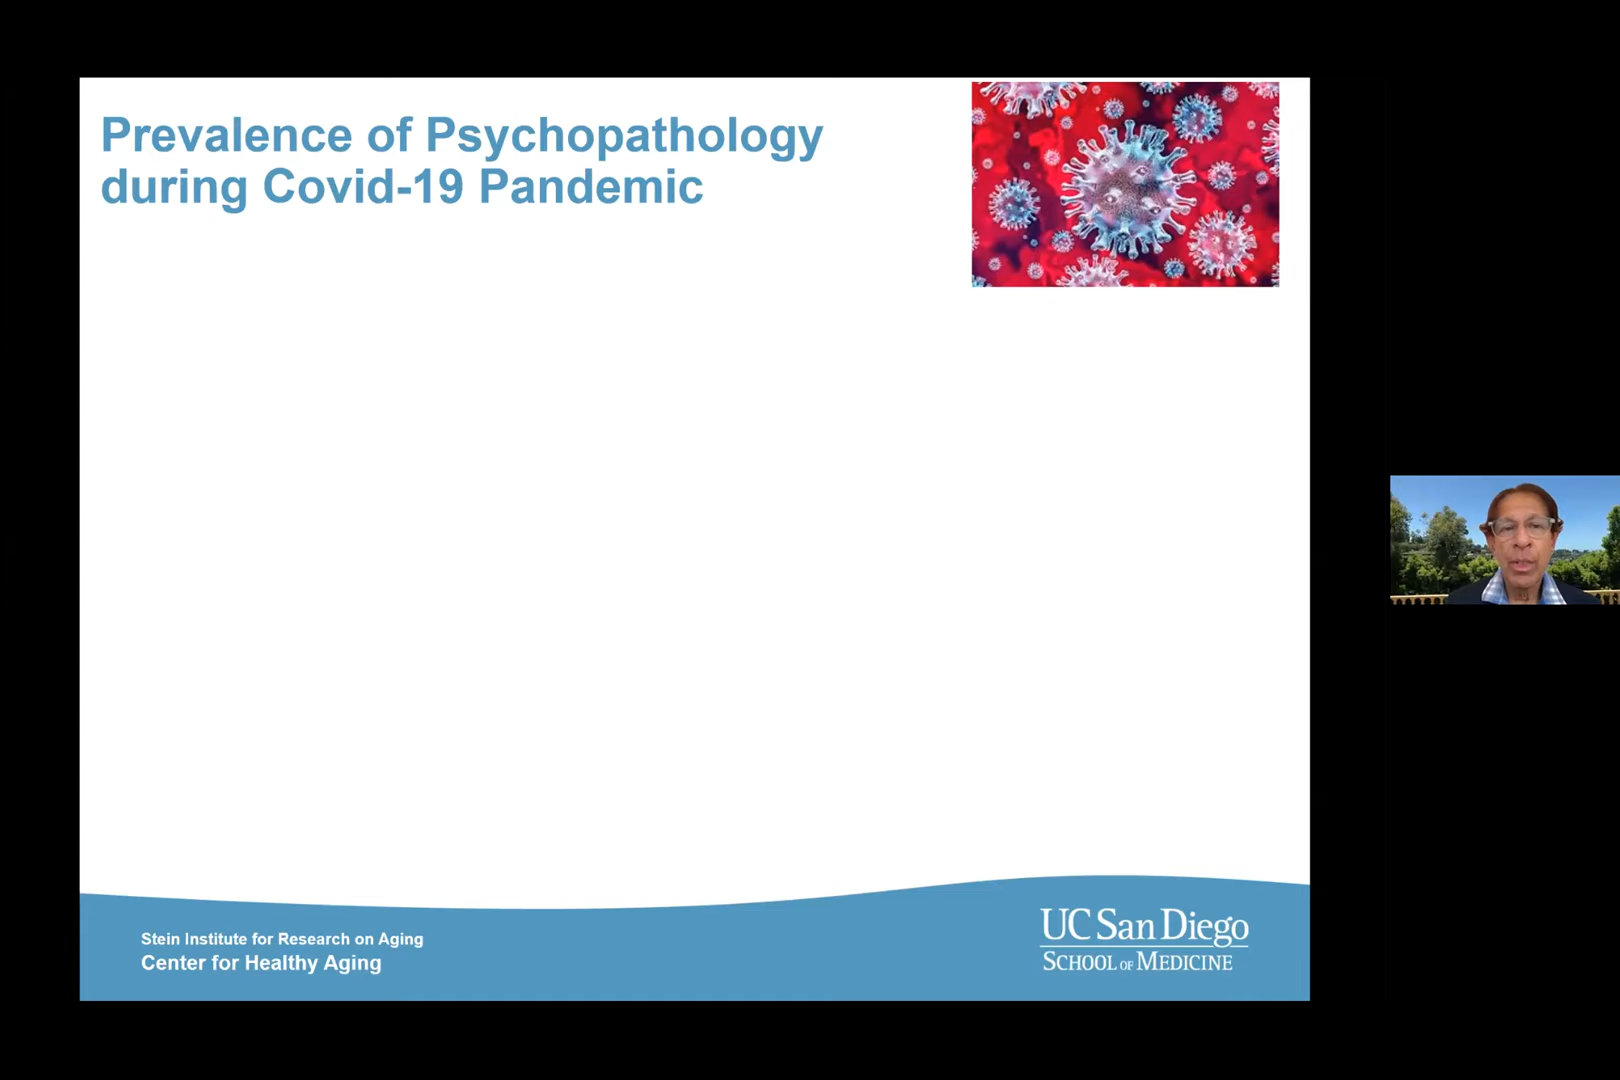 Prevalence of Psychopathology
during Covid-19 Pandemic
Stein Institute for Research on Aging
Center for Healthy Aging
UC San Diego
SCHOOL OF MEDICINE